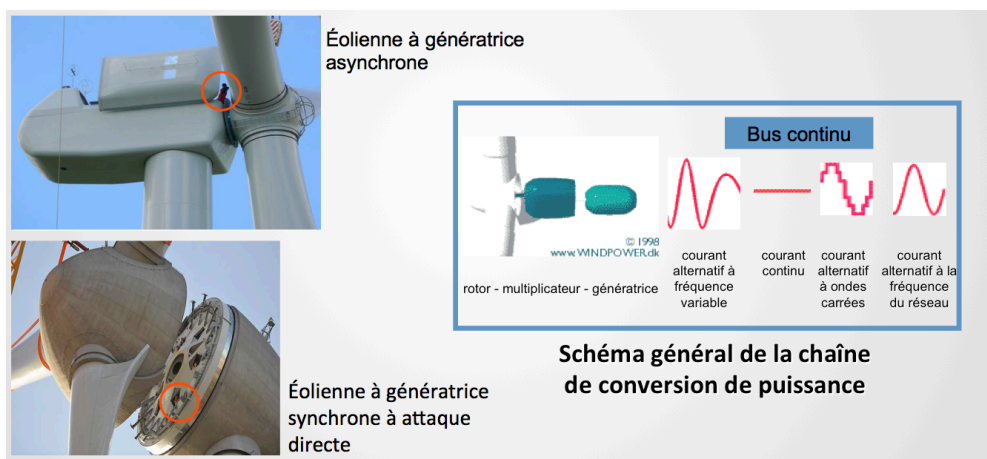 Éolienne à génératrice
asynchrone
Bus continu
© 1998
www.WINDPOWER.dk
rotor - multiplicateur - génératrice
courant
alternatif à
fréquence
variable
courant
continu
courant
alternatif
à ondes
carrées
courant
alternatif à la
fréquence
du réseau
Schéma général de la chaîne
de conversion de puissance
Éolienne à génératrice
synchrone à attaque
directe